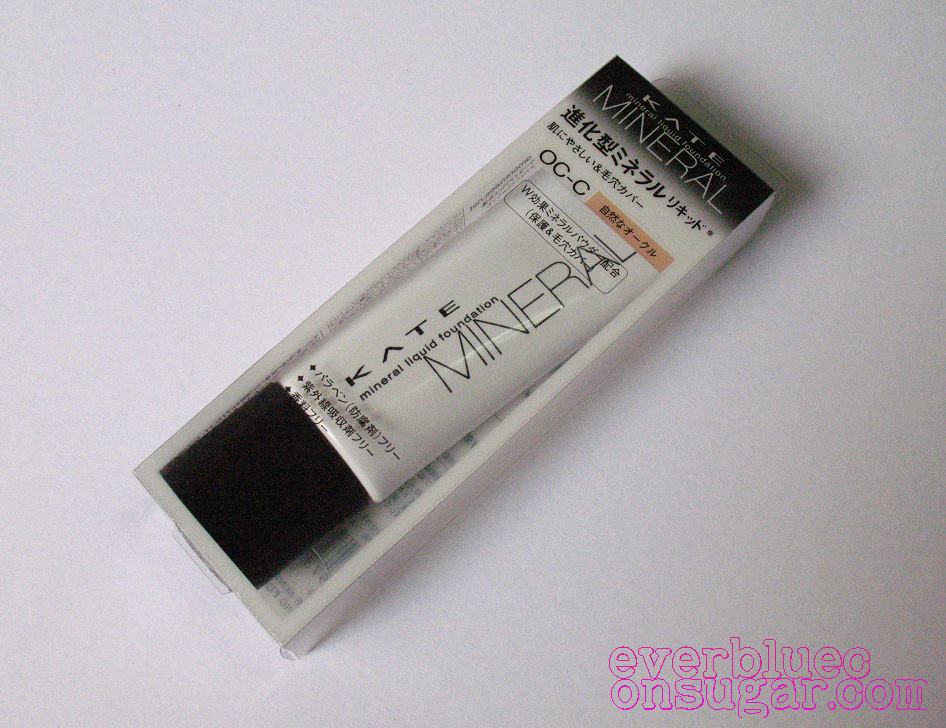 KATE
mineral liquid foundation
MINERAL
進化型ミネラルリキッド※
肌にやさしい&毛穴カバー
OC-C
自然なオークル
W効果ミネラルパウダー配合
(保護&毛穴カバー)
KATE
mineral liquid foundation
MINERAL
◆パラベン(防腐剤)フリー
◆紫外線吸収剤フリー
◆香料フリー
everbluec
onsugar.com